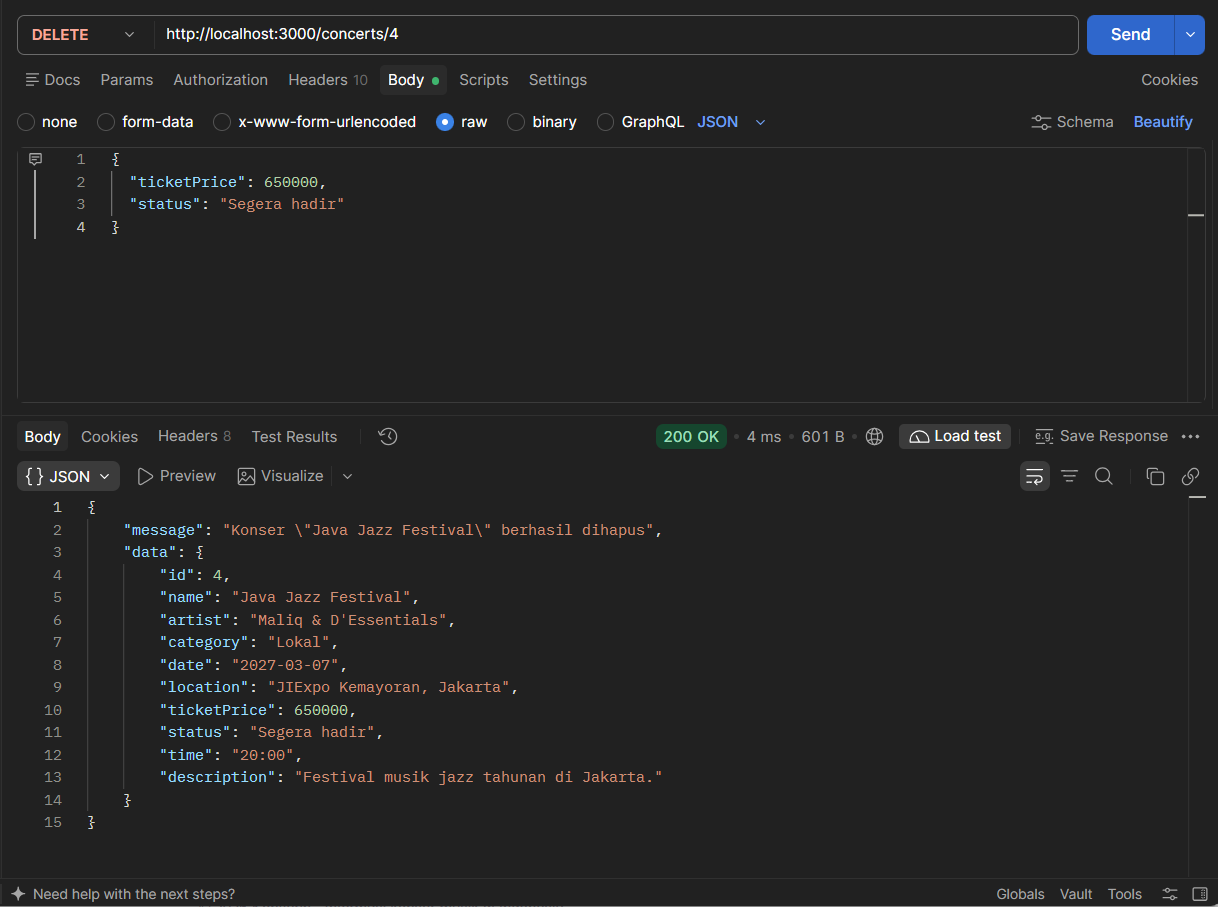 DELETE http://localhost:3000/concerts/4 Send
Docs Params Authorization Headers 10 Body Scripts Settings Cookies
none form-data x-www-form-urlencoded raw binary GraphQL JSON Schema Beautify
1 {
2 "ticketPrice": 650000,
3 "status": "Segera hadir"
4 }
Body Cookies Headers 8 Test Results 200 OK • 4 ms • 601 B • Load test e.g. Save Response
{} JSON Preview Visualize
1 {
2 "message": "Konser \"Java Jazz Festival\" berhasil dihapus",
3 "data": {
4 "id": 4,
5 "name": "Java Jazz Festival",
6 "artist": "Maliq & D'Essentials",
7 "category": "Lokal",
8 "date": "2027-03-07",
9 "location": "JIExpo Kemayoran, Jakarta",
10 "ticketPrice": 650000,
11 "status": "Segera hadir",
12 "time": "20:00",
13 "description": "Festival musik jazz tahunan di Jakarta."
14 }
15 }
Need help with the next steps? Globals Vault Tools